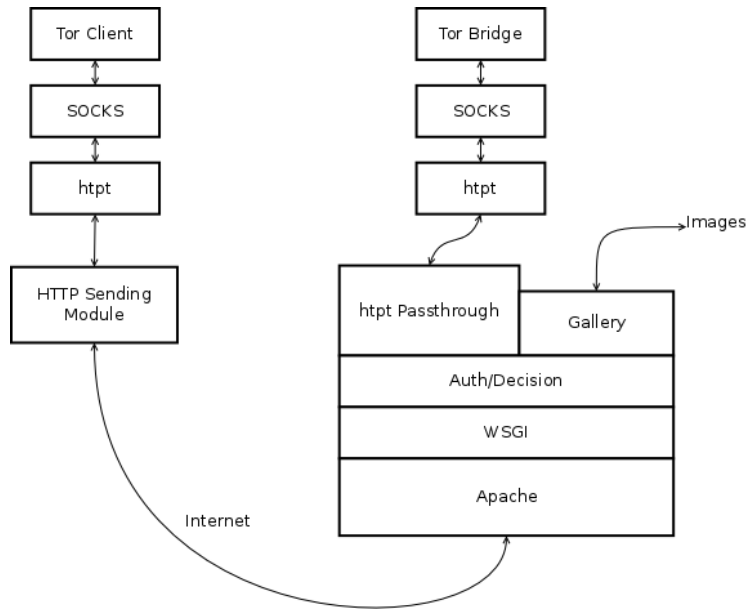 Tor Client
SOCKS
htpt
HTTP Sending
Module
Internet
Tor Bridge
SOCKS
htpt
Images
htpt Passthrough
Gallery
Auth/Decision
WSGI
Apache